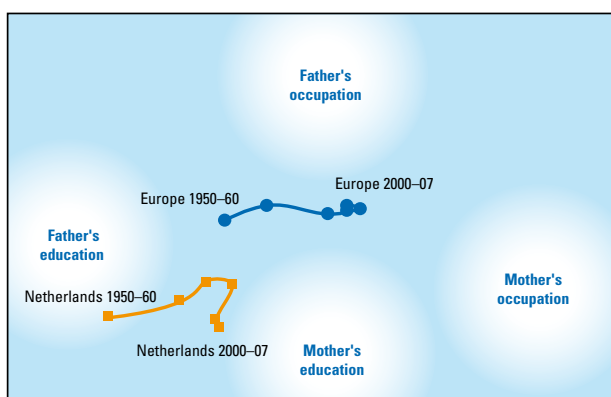 Father's
occupation
Europe 1950–60
Europe 2000–07
Father's
education
Mother's
occupation
Netherlands 1950–60
Netherlands 2000–07
Mother's
education